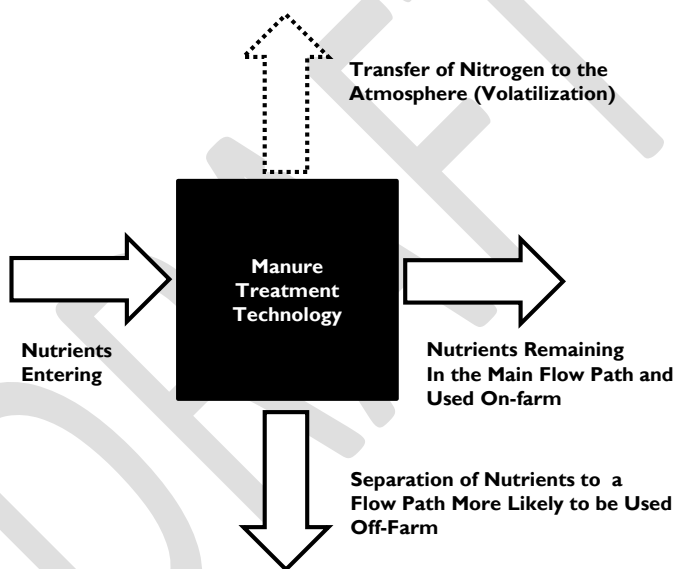 Transfer of Nitrogen to the
Atmosphere (Volatilization)
Manure
Treatment
Technology
Nutrients
Entering
Nutrients Remaining
In the Main Flow Path and
Used On-farm
Separation of Nutrients to a
Flow Path More Likely to be Used
Off-Farm
DRAFT